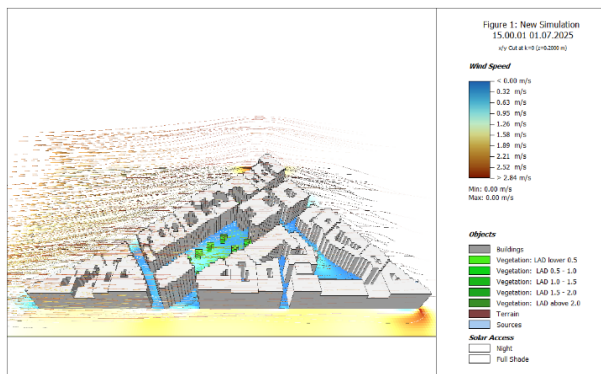 Figure 1: New Simulation
15.00.01 01.07.2025
x/y Cut at k=0 (z=0.2000 m)
Wind Speed
< 0.00 m/s
0.32 m/s
0.63 m/s
0.95 m/s
1.26 m/s
1.58 m/s
1.89 m/s
2.21 m/s
2.52 m/s
> 2.84 m/s
Min: 0.00 m/s
Max: 0.00 m/s
Objects
Buildings
Vegetation: LAD lower 0.5
Vegetation: LAD 0.5 - 1.0
Vegetation: LAD 1.0 - 1.5
Vegetation: LAD 1.5 - 2.0
Vegetation: LAD above 2.0
Terrain
Sources
Solar Access
Night
Full Shade